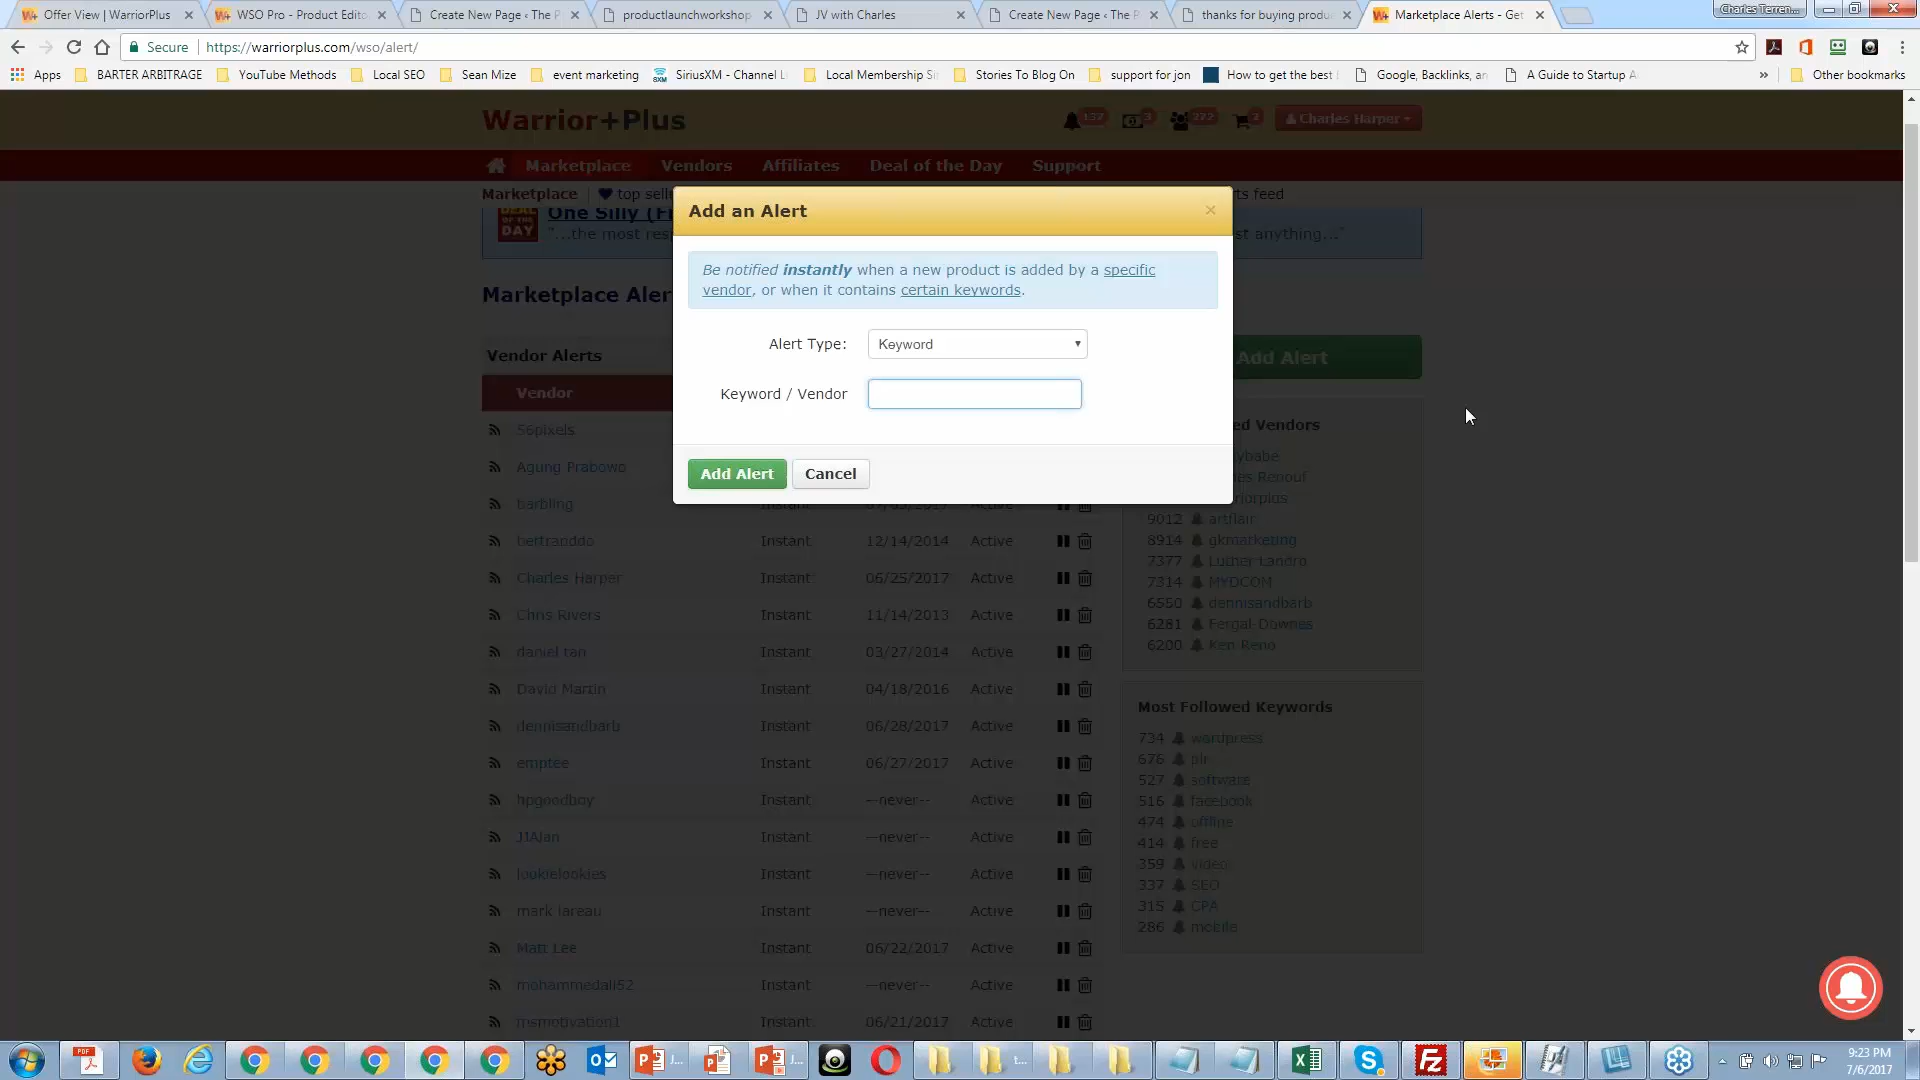 Offer View | WarriorPlus
WSO Pro - Product Edito
Create New Page ‹ The P
productlaunchworkshop
JV with Charles
Create New Page ‹ The P
thanks for buying produ
Marketplace Alerts - Get
Charles Terren...
Secure
https://warriorplus.com/wso/alert/
Apps
BARTER ARBITRAGE
YouTube Methods
Local SEO
Sean Mize
event marketing
SiriusXM - Channel L
Local Membership Si
Stories To Blog On
support for jon
How to get the best
Google, Backlinks, an
A Guide to Startup A
»
Other bookmarks
Warrior+Plus
137
3
272
2
Charles Harper
Marketplace
Vendors
Affiliates
Deal of the Day
Support
Marketplace
top sell
ts feed
DEAL OF THE DAY
One Silly (Fi
"...the most resp
st anything..."
Marketplace Aler
Add an Alert
×
Be notified instantly when a new product is added by a specific
vendor, or when it contains certain keywords.
Alert Type:
Keyword
Keyword / Vendor
Add Alert
Cancel
Vendor Alerts
Add Alert
Vendor
56pixels
Agung Prabowo
barbling
bertranddo Instant 12/14/2014 Active
Charles Harper Instant 06/25/2017 Active
Chris Rivers Instant 11/14/2013 Active
daniel tan Instant 03/27/2014 Active
David Martin Instant 04/18/2016 Active
dennisandbarb Instant 06/28/2017 Active
emptee Instant 06/27/2017 Active
hpgoodboy Instant --never-- Active
J1Alan Instant --never-- Active
lookielookies Instant --never-- Active
mark lareau Instant --never-- Active
Matt Lee Instant 06/22/2017 Active
mohammedali52 Instant --never-- Active
msmotivation1 Instant 06/21/2017 Active
ed Vendors
ybabe
es Renouf
riorplus
9012 artflair
8914 gkmarketing
7377 Luther Landro
7314 MYDCOM
6550 dennisandbarb
6281 Fergal-Downes
6200 Ken Reno
Most Followed Keywords
734 wordpress
676 plr
527 software
516 facebook
474 offline
414 free
359 video
337 SEO
315 CPA
286 mobile
9:23 PM
7/6/2017